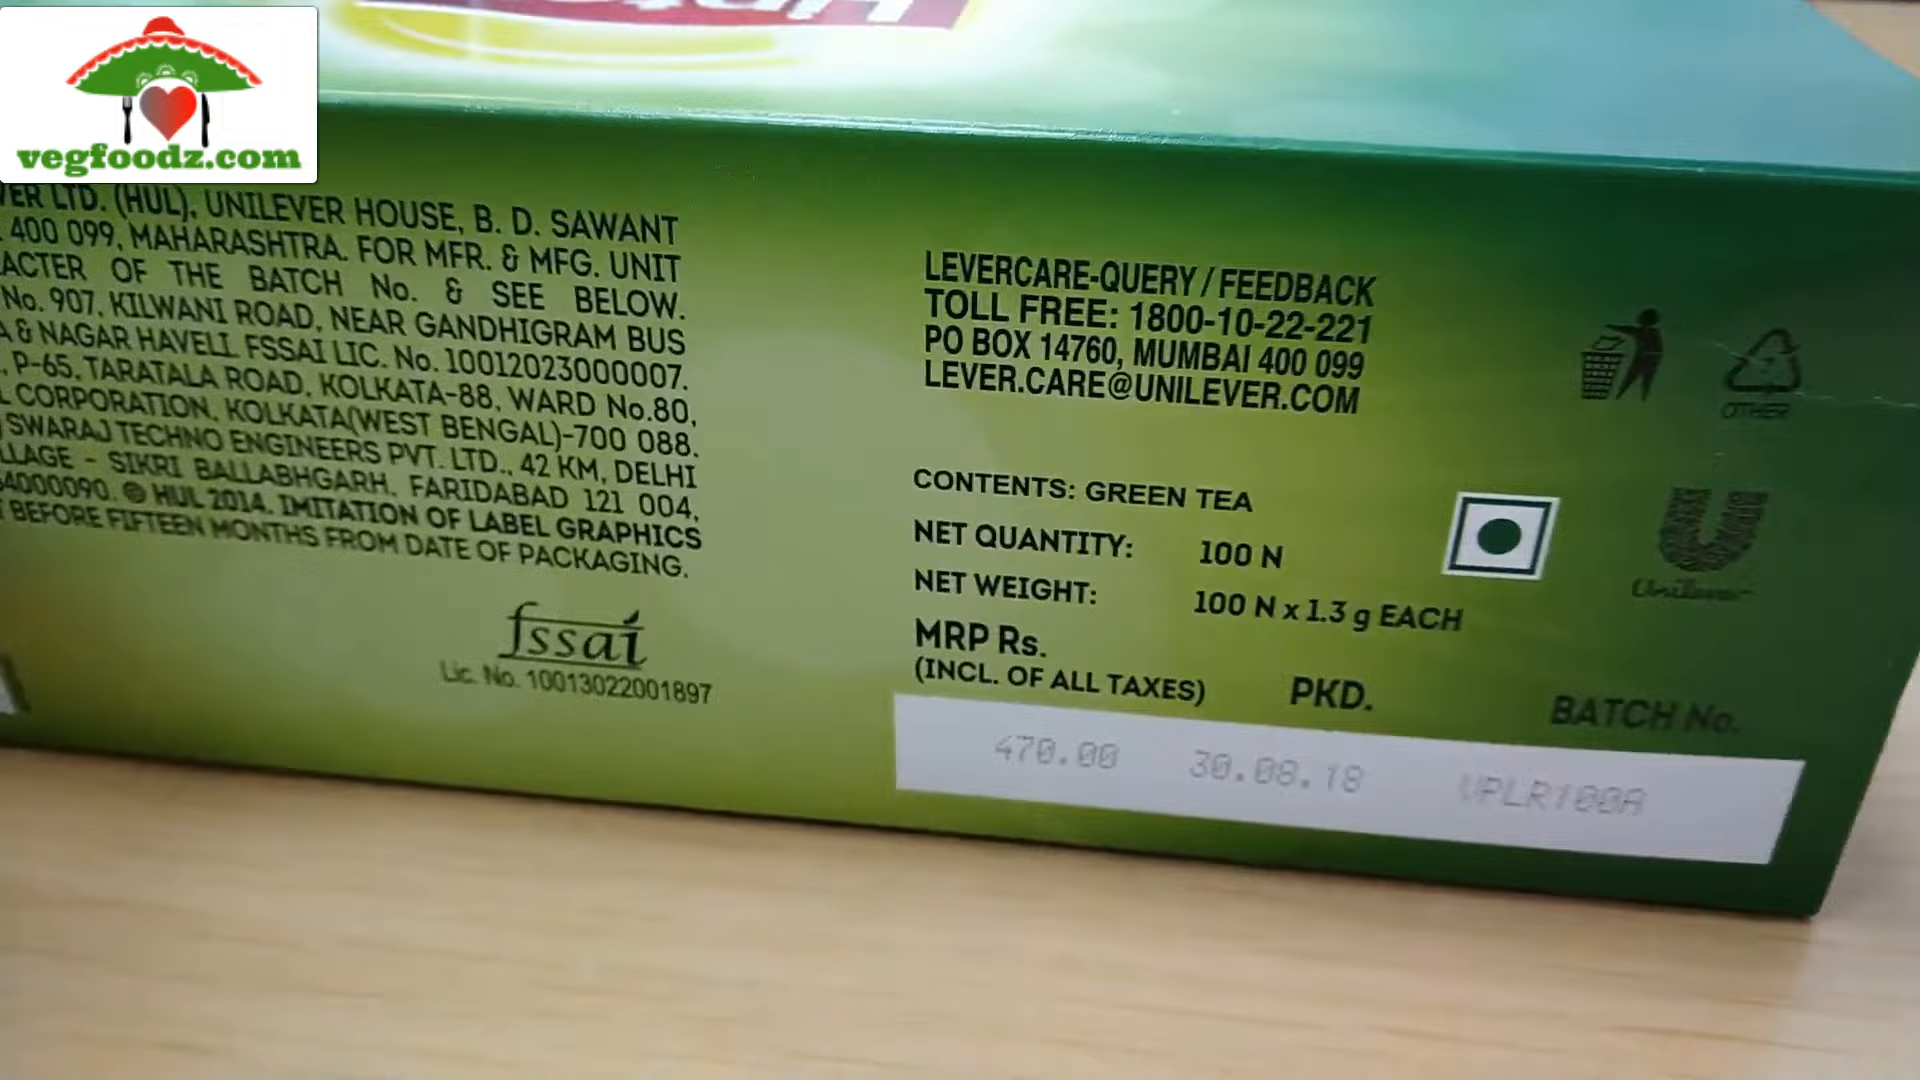 vegfoodz.com
VER LTD. (HUL), UNILEVER HOUSE, B. D. SAWANT
400 099, MAHARASHTRA. FOR MFR. & MFG. UNIT
ACTER OF THE BATCH No. & SEE BELOW.
No. 907, KILWANI ROAD, NEAR GANDHIGRAM BUS
A & NAGAR HAVELI. FSSAI LIC. No. 10012023000007.
P-65, TARATALA ROAD, KOLKATA-88, WARD No.80,
L CORPORATION, KOLKATA(WEST BENGAL)-700 088.
SWARAJ TECHNO ENGINEERS PVT. LTD., 42 KM, DELHI
LLAGE - SIKRI BALLABHGARH, FARIDABAD 121 004,
4000090. © HUL 2014. IMITATION OF LABEL GRAPHICS
T BEFORE FIFTEEN MONTHS FROM DATE OF PACKAGING.
fssai
Lic. No. 10013022001897
LEVERCARE-QUERY / FEEDBACK
TOLL FREE: 1800-10-22-221
PO BOX 14760, MUMBAI 400 099
LEVER.CARE@UNILEVER.COM
OTHER
CONTENTS: GREEN TEA
NET QUANTITY: 100 N
NET WEIGHT: 100 N x 1.3 g EACH
Unilever
MRP Rs.
(INCL. OF ALL TAXES) PKD. BATCH No.
470.00 30.08.18 VPLR100A